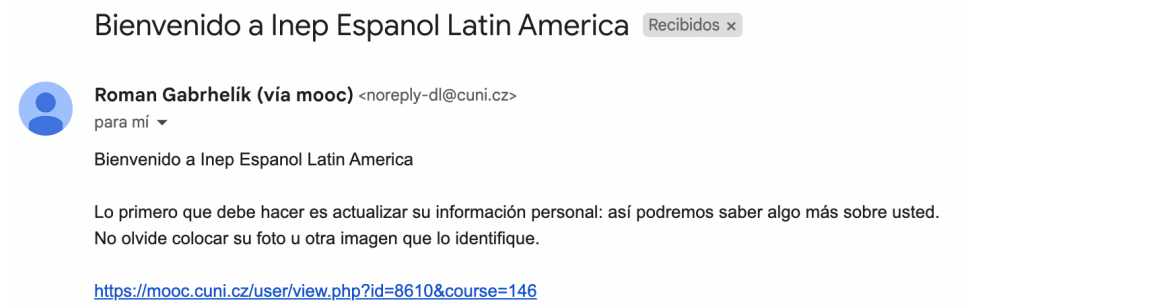 Bienvenido a Inep Espanol Latin America Recibidos ×
Roman Gabrhelík (vía mooc) <noreply-dl@cuni.cz>
para mí
Bienvenido a Inep Espanol Latin America
Lo primero que debe hacer es actualizar su información personal: así podremos saber algo más sobre usted.
No olvide colocar su foto u otra imagen que lo identifique.
https://mooc.cuni.cz/user/view.php?id=8610&course=146